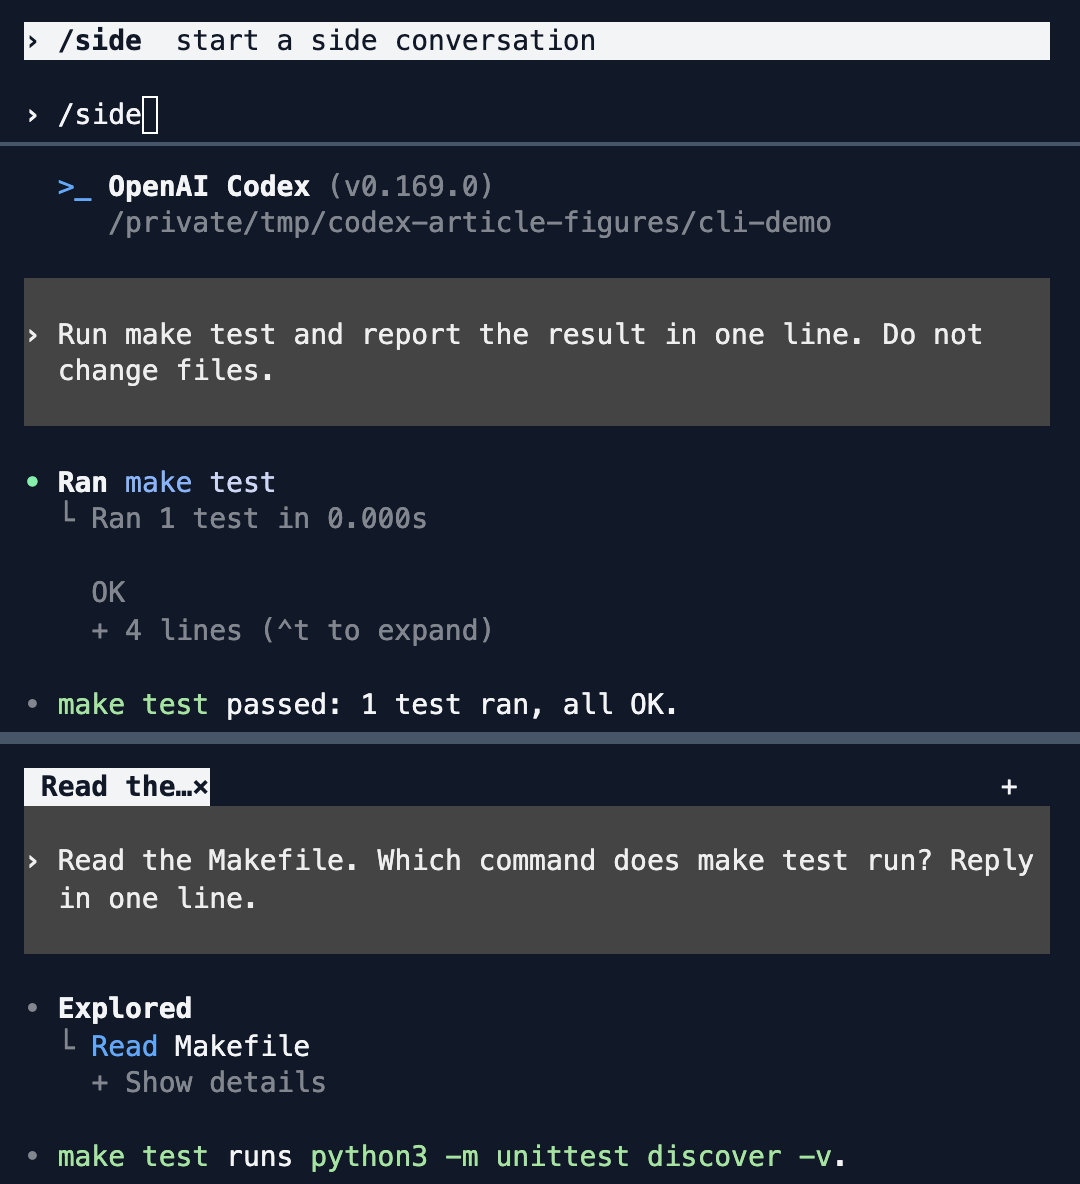 › /side  start a side conversation
› /side
>_ OpenAI Codex (v0.169.0)
/private/tmp/codex-article-figures/cli-demo
› Run make test and report the result in one line. Do not
change files.
• Ran make test
└ Ran 1 test in 0.000s
OK
+ 4 lines (^t to expand)
• make test passed: 1 test ran, all OK.
Read the…× +
› Read the Makefile. Which command does make test run? Reply
in one line.
• Explored
└ Read Makefile
+ Show details
• make test runs python3 -m unittest discover -v.